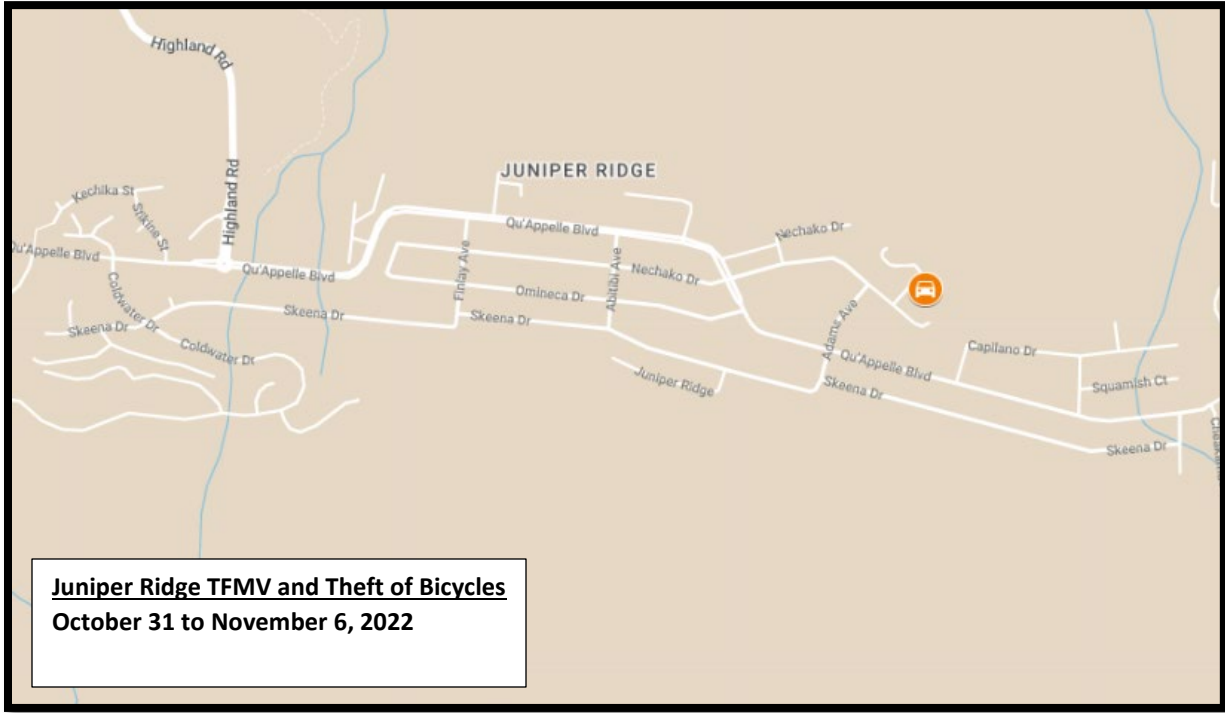 Highland Rd
JUNIPER RIDGE
Kechika St
Highland Rd
Stikine St
Qu'Appelle Blvd
Nechako Dr
Qu'Appelle Blvd
Finlay Ave
Abitibi Ave
Qu'Appelle Blvd
Nechako Dr
Coldwater Dr
Omineca Dr
Skeena Dr
Skeena Dr
Adams Ave
Skeena Dr
Coldwater Dr
Capilano Dr
Qu'Appelle Blvd
Juniper Ridge
Skeena Dr
Squamish Ct
Skeena Dr
Juniper Ridge TFMV and Theft of Bicycles
October 31 to November 6, 2022